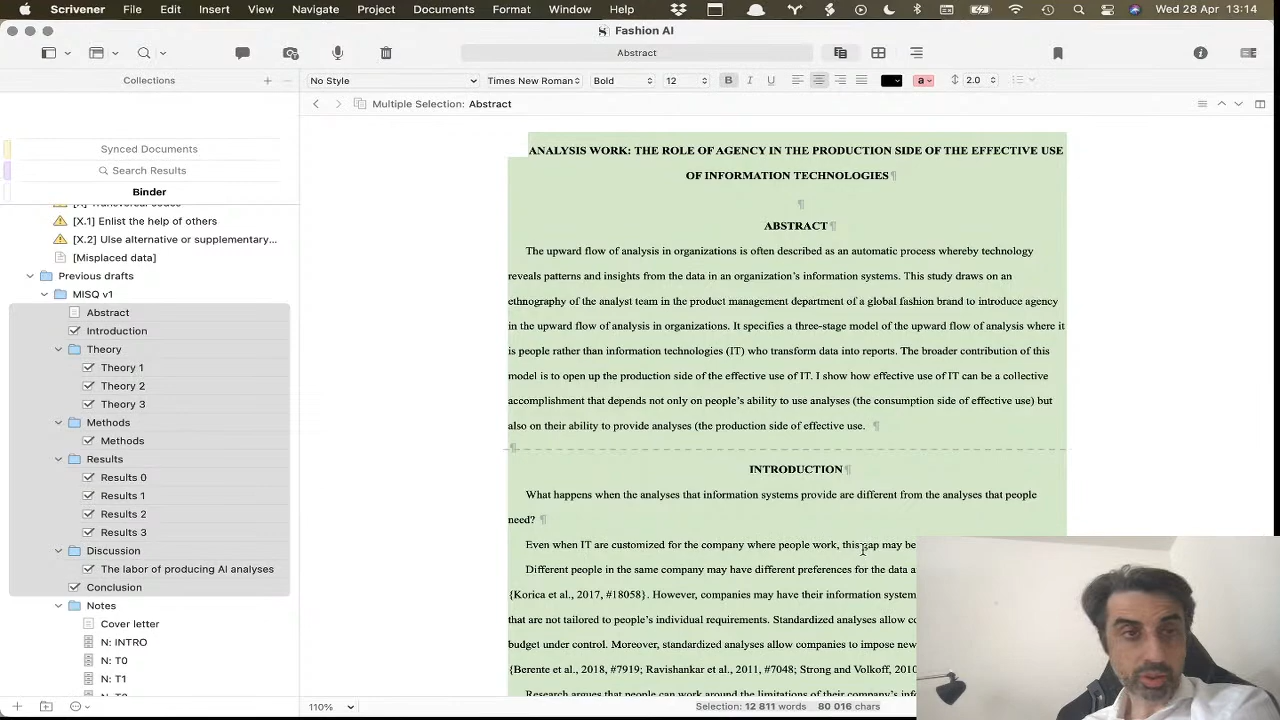 Scrivener File Edit Insert View Navigate Project Documents Format Window Help Wed 28 Apr 13:14
Fashion AI
Abstract
Collections
No Style Times New Roman Bold 12 B I U a 2.0
Multiple Selection: Abstract
Synced Documents
Search Results
Binder
[X.1] Enlist the help of others
[X.2] Ulse alternative or supplementary...
[Misplaced data]
Previous drafts
MISQ v1
Abstract
Introduction
Theory
Theory 1
Theory 2
Theory 3
Methods
Methods
Results
Results 0
Results 1
Results 2
Results 3
Discussion
The labor of producing AI analyses
Conclusion
Notes
Cover letter
N: INTRO
N: T0
N: T1
ANALYSIS WORK: THE ROLE OF AGENCY IN THE PRODUCTION SIDE OF THE EFFECTIVE USE
OF INFORMATION TECHNOLOGIES¶
¶
ABSTRACT¶
The upward flow of analysis in organizations is often described as an automatic process whereby technology
reveals patterns and insights from the data in an organization's information systems. This study draws on an
ethnography of the analyst team in the product management department of a global fashion brand to introduce agency
in the upward flow of analysis in organizations. It specifies a three-stage model of the upward flow of analysis where it
is people rather than information technologies (IT) who transform data into reports. The broader contribution of this
model is to open up the production side of the effective use of IT. I show how effective use of IT can be a collective
accomplishment that depends not only on people's ability to use analyses (the consumption side of effective use) but
also on their ability to provide analyses (the production side of effective use. ¶
¶
INTRODUCTION¶
What happens when the analyses that information systems provide are different from the analyses that people
need? ¶
Even when IT are customized for the company where people work, this gap may be
Different people in the same company may have different preferences for the data a
{Korica et al., 2017, #18058}. However, companies may have their information system
that are not tailored to people's individual requirements. Standardized analyses allow
budget under control. Moreover, standardized analyses allow companies to impose new
{Berente et al., 2018, #7919; Ravishankar et al., 2011, #7048; Strong and Volkoff, 2010
Research argues that people can work around the limitations of their company's
110% Selection: 12 811 words 80 016 chars